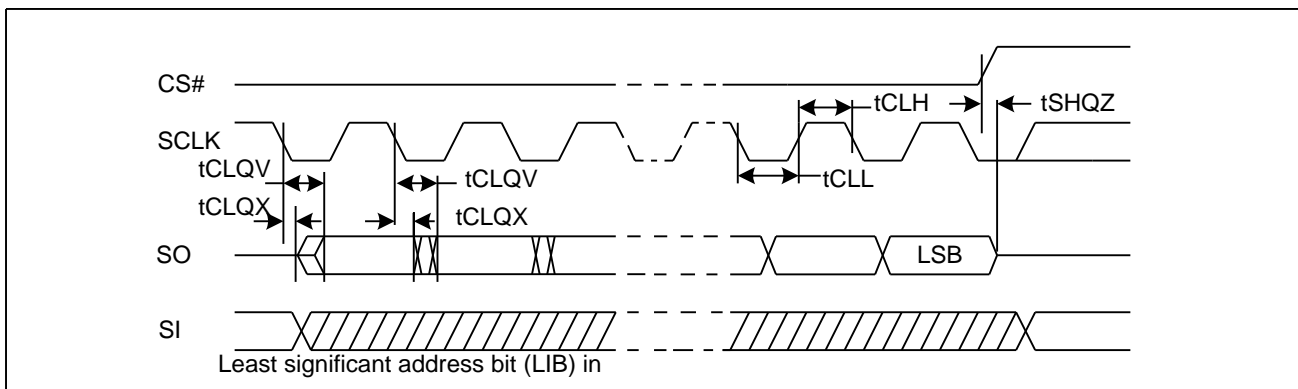 CS#
tCLH
tSHQZ
SCLK
tCLQV
tCLQV
tCLL
tCLQX
tCLQX
SO
LSB
SI
Least significant address bit (LIB) in